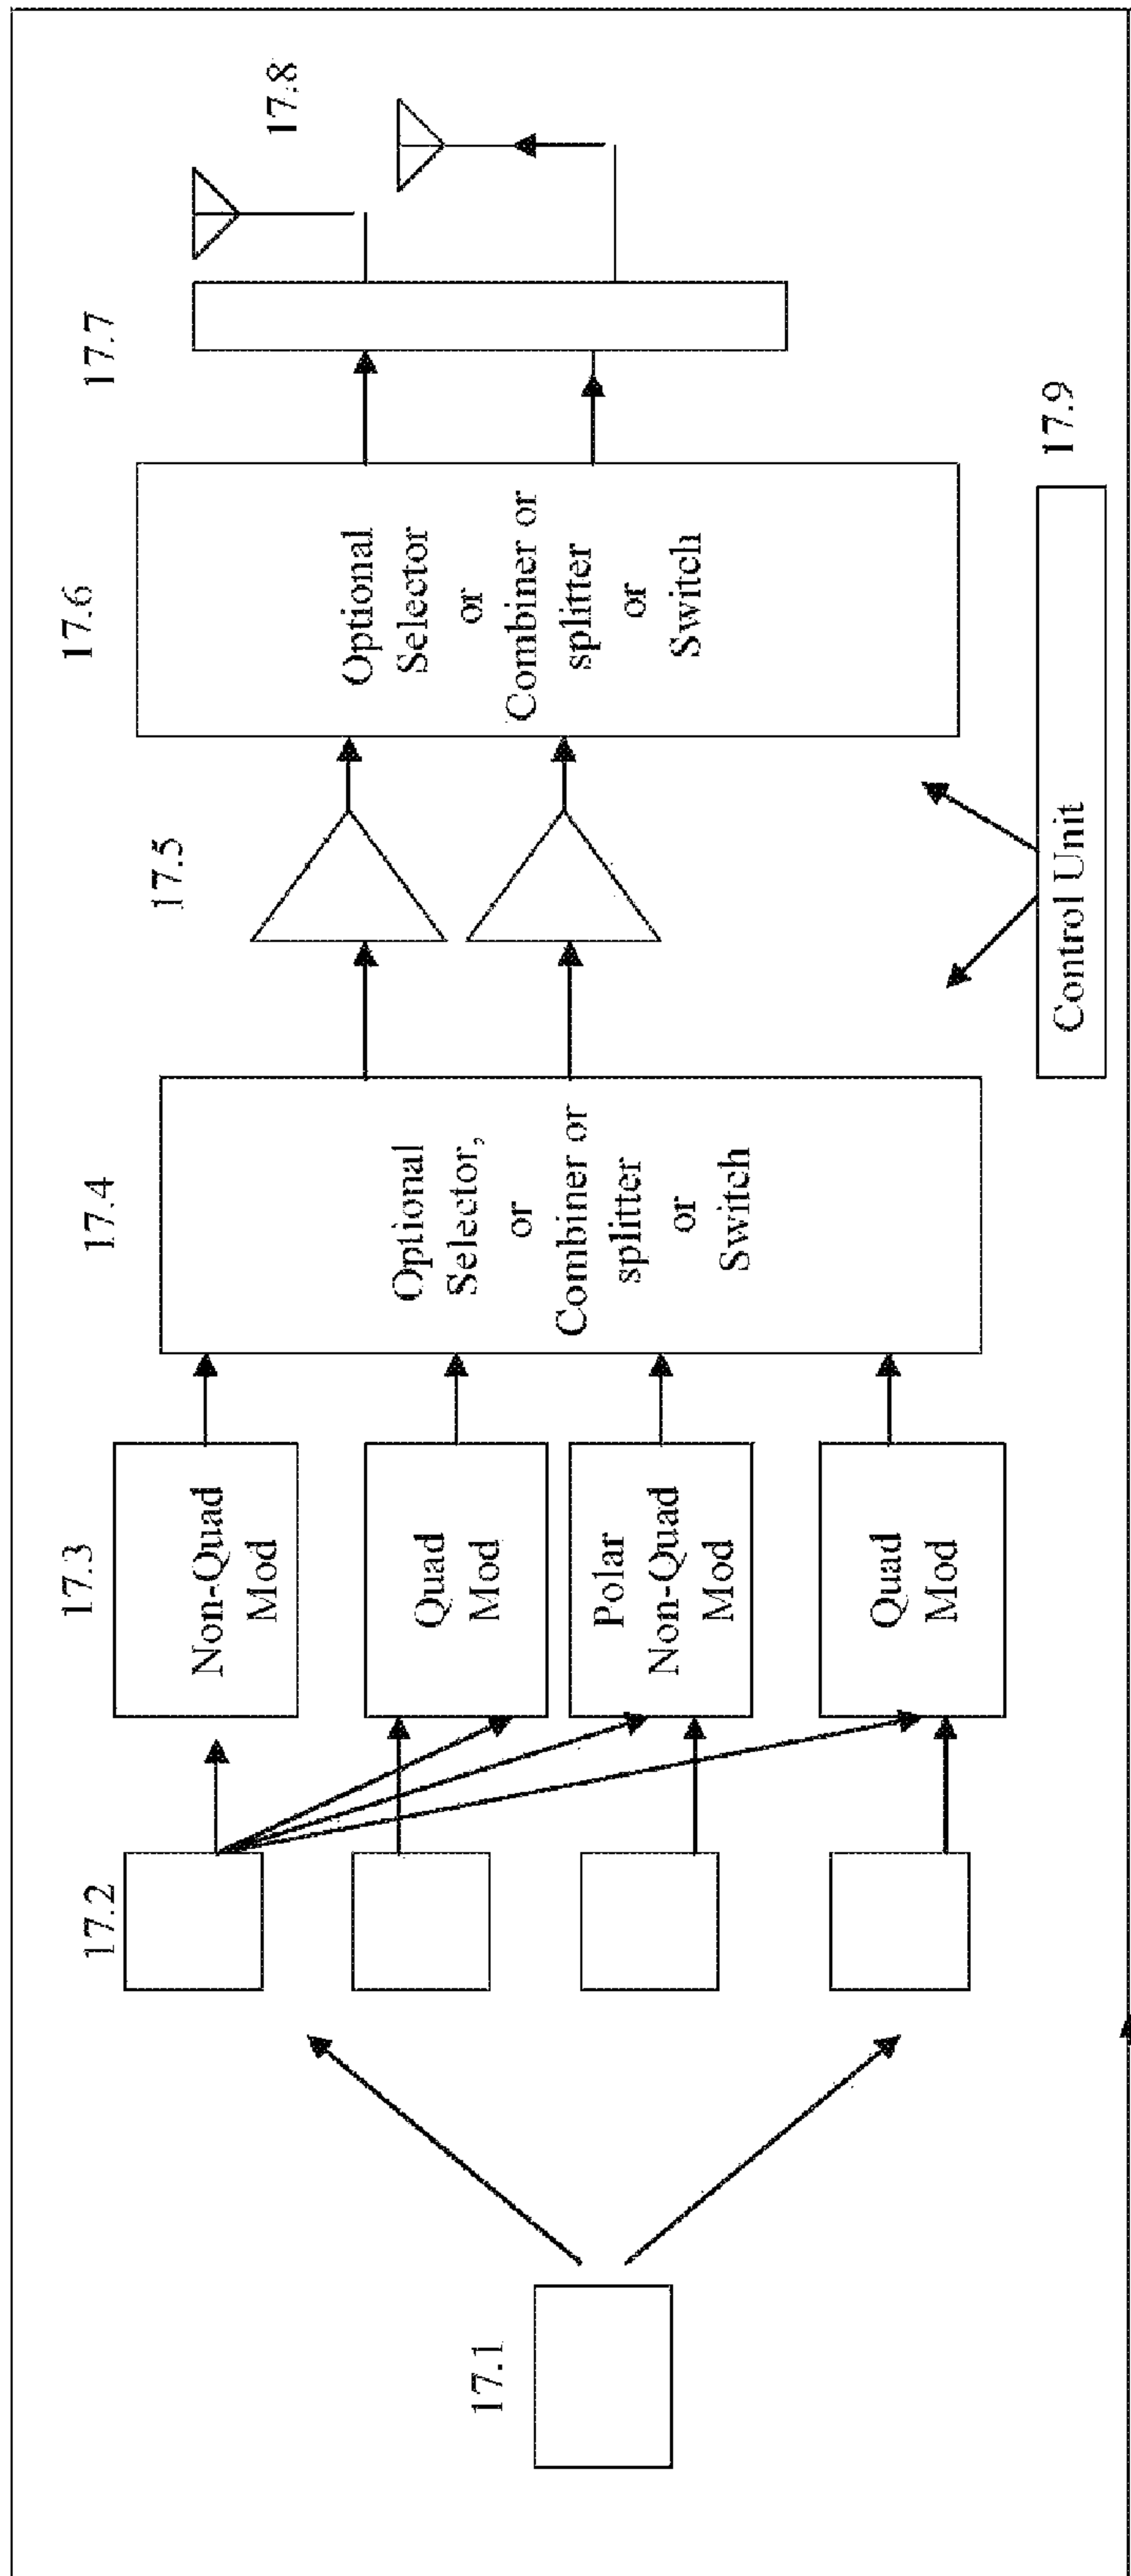 17.1
17.2
17.3
Non-Quad
Mod
Quad
Mod
Polar
Non-Quad
Mod
Quad
Mod
17.4
Optional
Selector,
or
Combiner or
splitter
or
Switch
17.5
17.6
Optional
Selector
or
Combiner or
splitter
or
Switch
17.7
17.8
Control Unit
17.9